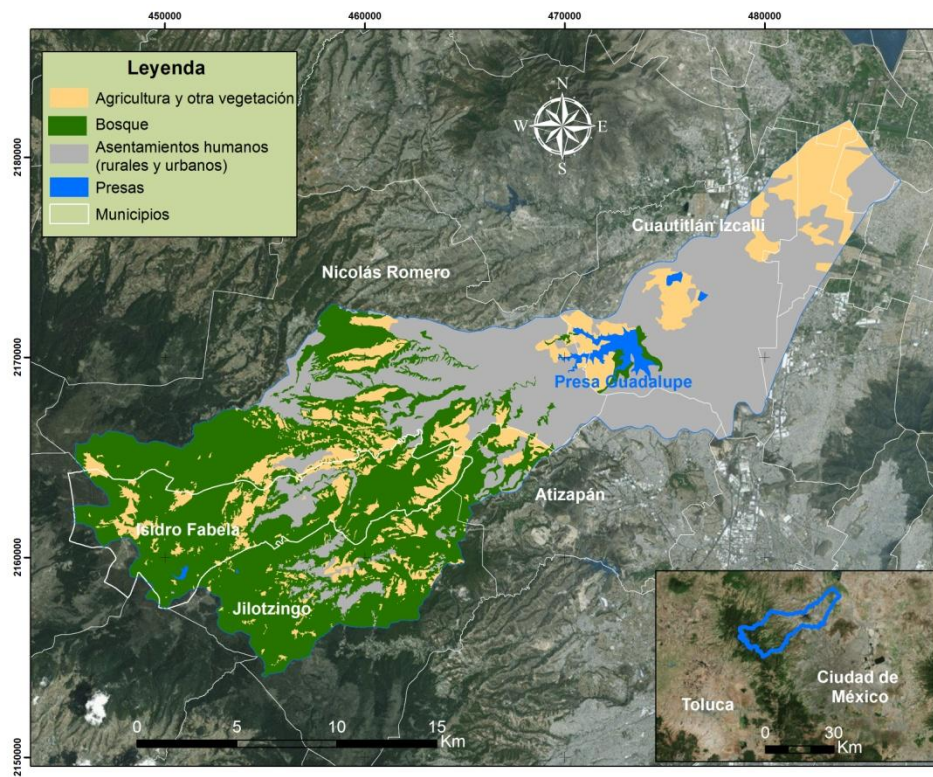 450000
460000
470000
480000
Leyenda
Agricultura y otra vegetación
Bosque
Asentamientos humanos
(rurales y urbanos)
Presas
Municipios
N
W
E
S
2180000
2170000
2160000
2150000
Cuautitlán Izcalli
Nicolás Romero
Presa Guadalupe
Atizapán
Isidro Fabela
Jilotzingo
0
5
10
15
Km
Ciudad de
México
Toluca
0
30
Km